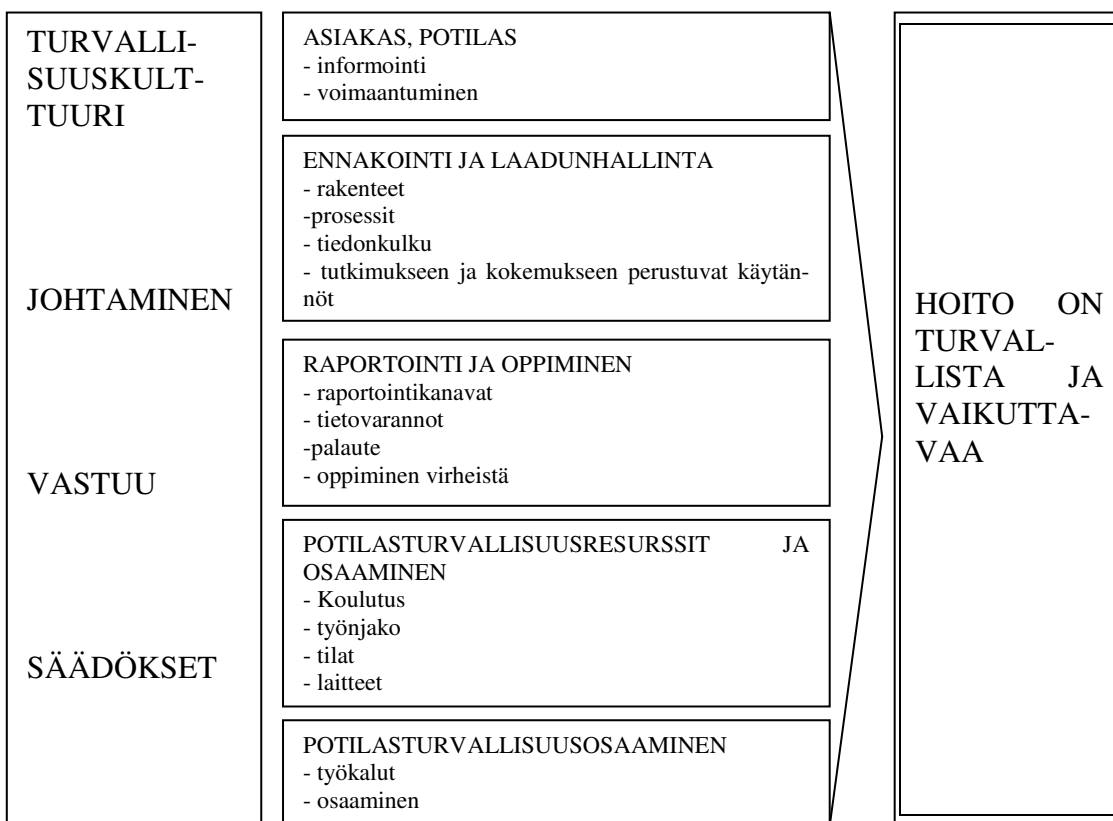 TURVALLI-
SUUSKULT-
TUURI
JOHTAMINEN
VASTUU
SÄÄDÖKSET
ASIAKAS, POTILAS
- informointi
- voimaantuminen
ENNAKOINTI JA LAADUNHALLINTA
- rakenteet
-prosessit
- tiedonkulku
- tutkimukseen ja kokemukseen perustuvat käytän-
nöt
RAPORTOINTI JA OPPIMINEN
- raportointikanavat
- tietovarannot
-palaute
- oppiminen virheistä
POTILASTURVALLISUUSRESURSSIT JA
OSAAMINEN
- Koulutus
- työnjako
- tilat
- laitteet
POTILASTURVALLISUUSOSAAMINEN
- työkalut
- osaaminen
HOITO ON
TURVAL-
LISTA JA
VAIKUTTA-
VAA